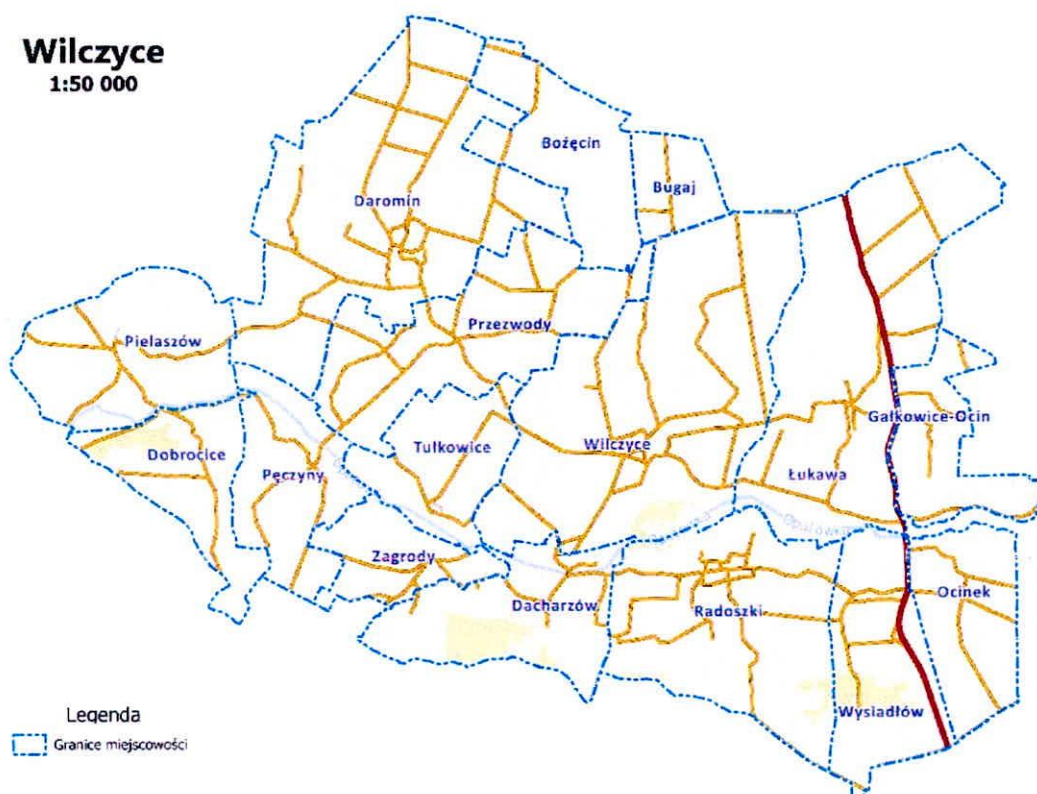 Wilczyce
1:50 000
Bożęcin
Bugaj
Daromin
Przezwody
Pielaszów
Gałkowice-Ocin
Dobrocice
Tułkowice
Wilczyce
Pęczyny
Łukawa
Opatówka
Zagrody
Dacharzów
Radoszki
Ocinek
Wysiadłów
Legenda
Granice miejscowości